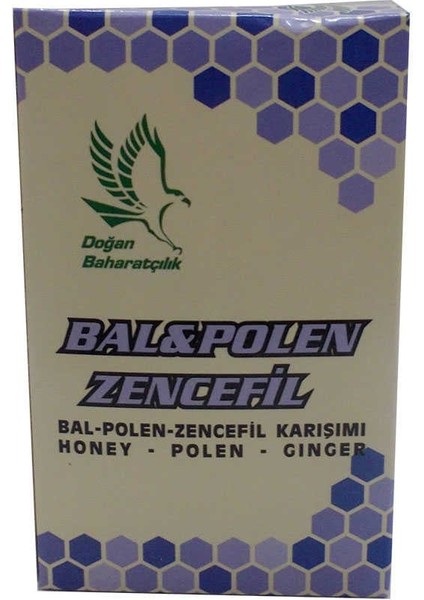 Doğan
Baharatçılık
BAL&POLEN
ZENCEFİL
BAL-POLEN-ZENCEFİL KARIŞIMI
HONEY - POLEN - GINGER